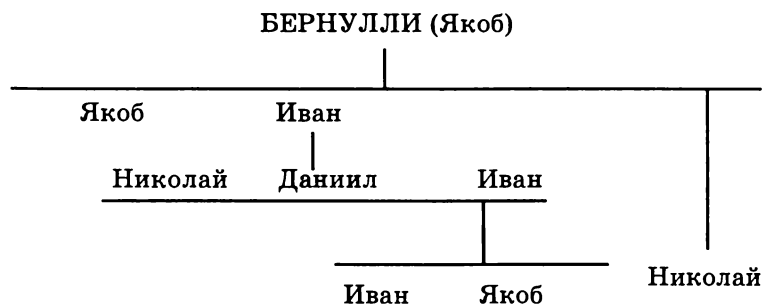 БЕРНУЛЛИ (Якоб)
Якоб Иван
Николай Даниил Иван
Иван Якоб Николай